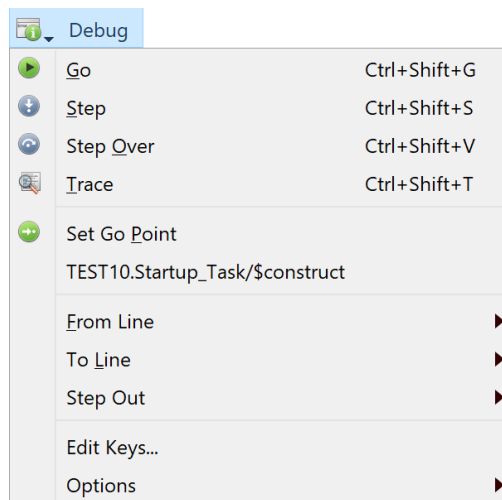 Debug
Go Ctrl+Shift+G
Step Ctrl+Shift+S
Step Over Ctrl+Shift+V
Trace Ctrl+Shift+T
Set Go Point
TEST10.Startup_Task/$construct
From Line
To Line
Step Out
Edit Keys...
Options